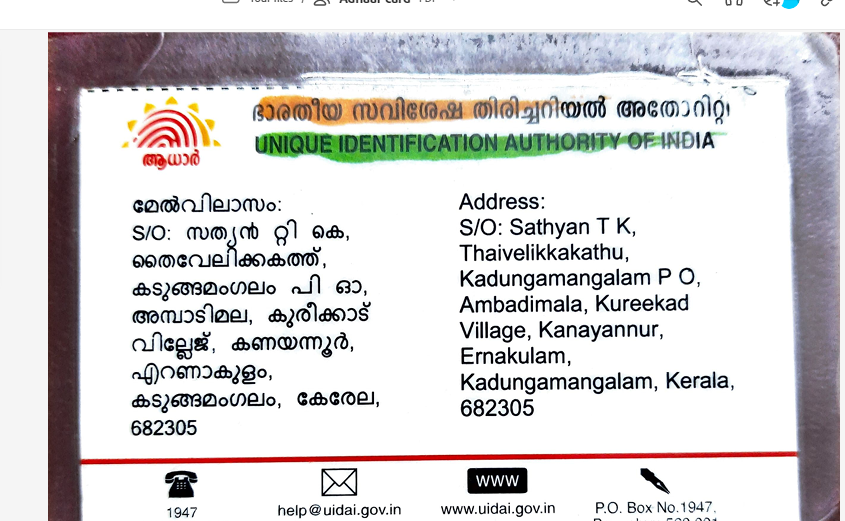 Aadhaar card
ഭാരതീയ സവിശേഷ തിരിച്ചറിയൽ അതോറിറ്റി
UNIQUE IDENTIFICATION AUTHORITY OF INDIA
ആധാർ
മേൽവിലാസം:
S/O: സത്യൻ റ്റി കെ,
തൈവേലിക്കകത്ത്,
കടുങ്ങമംഗലം പി ഓ,
അമ്പാടിമല, കുരീക്കാട്
വില്ലേജ്, കണയന്നൂർ,
എറണാകുളം,
കടുങ്ങമംഗലം, കേരേല,
682305
Address:
S/O: Sathyan T K,
Thaivelikkakathu,
Kadungamangalam P O,
Ambadimala, Kureekad
Village, Kanayannur,
Ernakulam,
Kadungamangalam, Kerala,
682305
1947
help@uidai.gov.in
WWW
www.uidai.gov.in
P.O. Box No.1947,